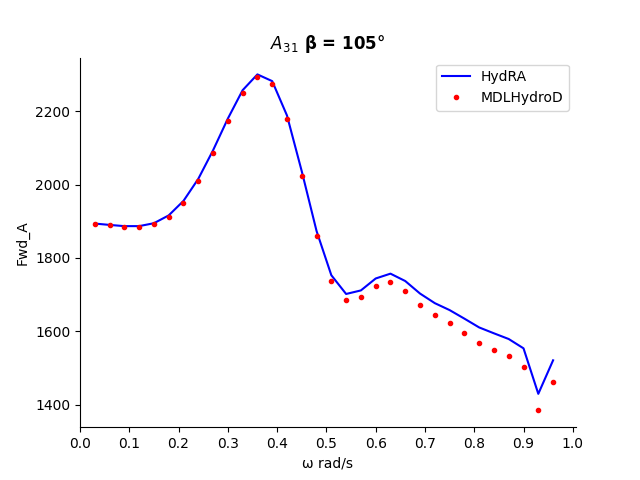 A₃₁ β = 105°
HydRA
MDLHydroD
Fwd_A
2200
2000
1800
1600
1400
0.0 0.1 0.2 0.3 0.4 0.5 0.6 0.7 0.8 0.9 1.0
ω rad/s